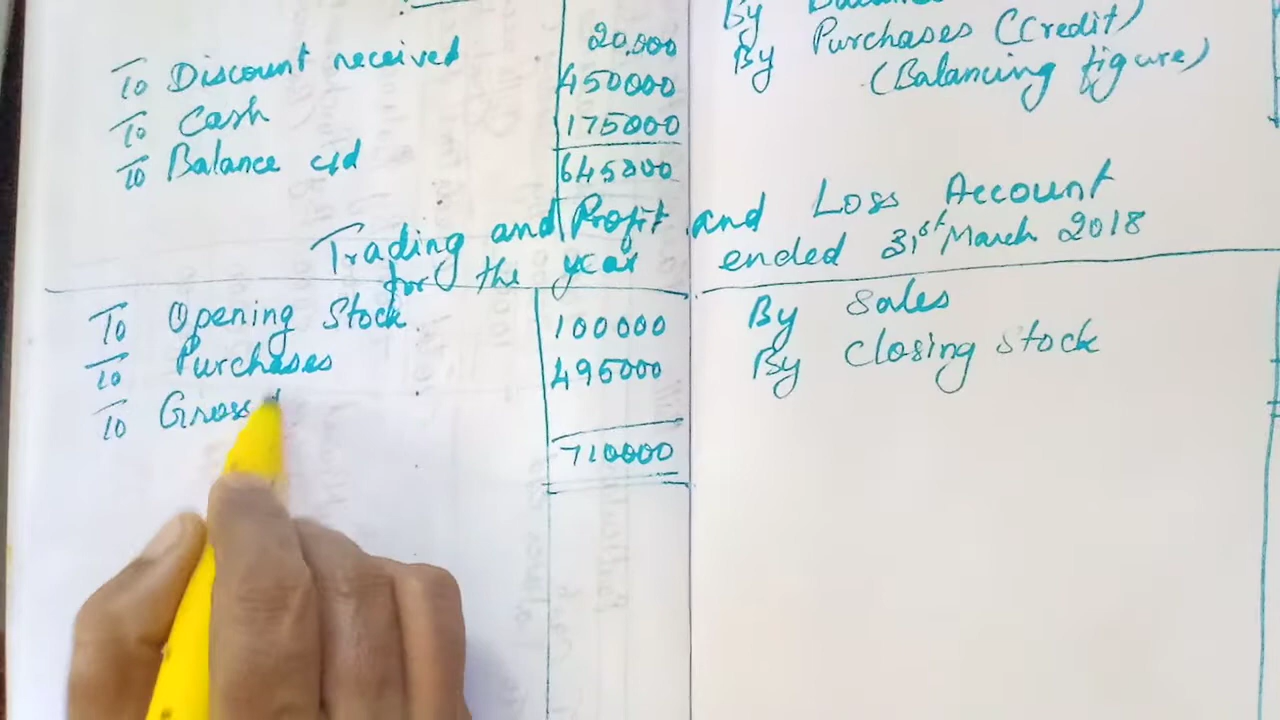 By
To Discount received 20,000 By Purchases (Credit)
To Cash 450000 (Balancing figure)
To Balance c/d 175000
645000
Trading and Profit and Loss Account
for the year ended 31st March 2018
To Opening Stock 100000 By Sales
To Purchases 495000 By Closing Stock
To Gross
710000